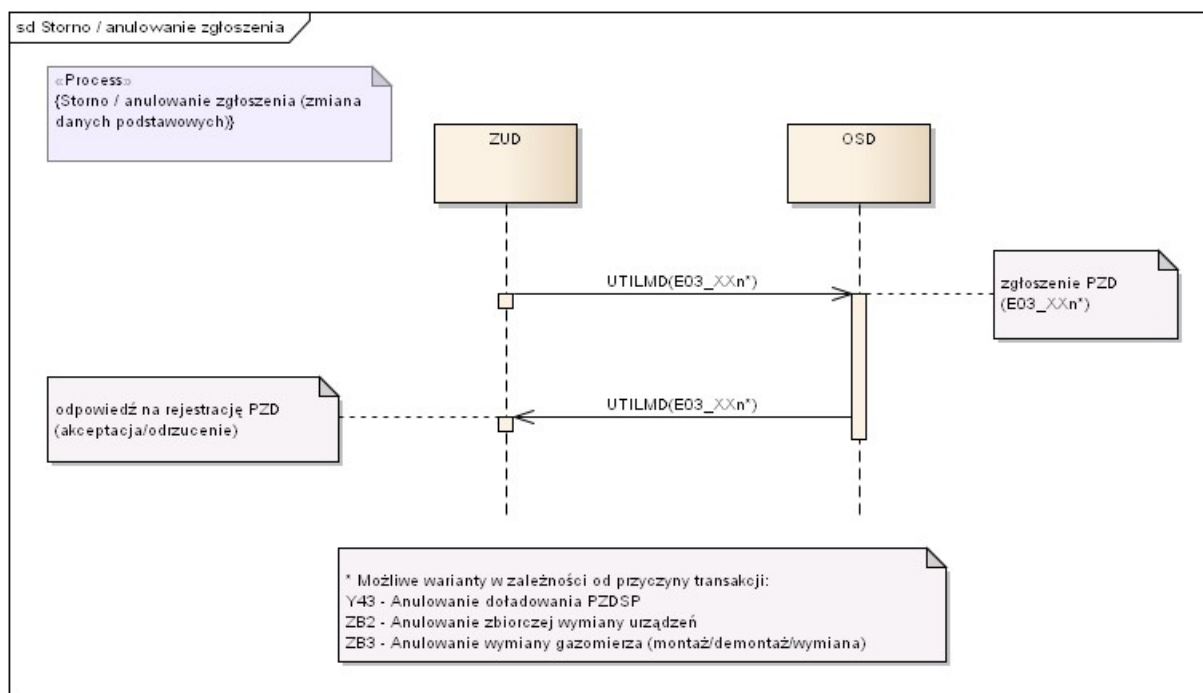 sd Storno / anulowanie zgłoszenia
«Process»
{Storno / anulowanie zgłoszenia (zmiana
danych podstawowych)}
ZUD
OSD
UTILMD(E03_XXn*)
zgłoszenie PZD
(E03_XXn*)
odpowiedź na rejestrację PZD
(akceptacja/odrzucenie)
UTILMD(E03_XXn*)
* Możliwe warianty w zależności od przyczyny transakcji:
Y43 - Anulowanie doładowania PZDSP
ZB2 - Anulowanie zbiorczej wymiany urządzeń
ZB3 - Anulowanie wymiany gazomierza (montaż/demontaż/wymiana)